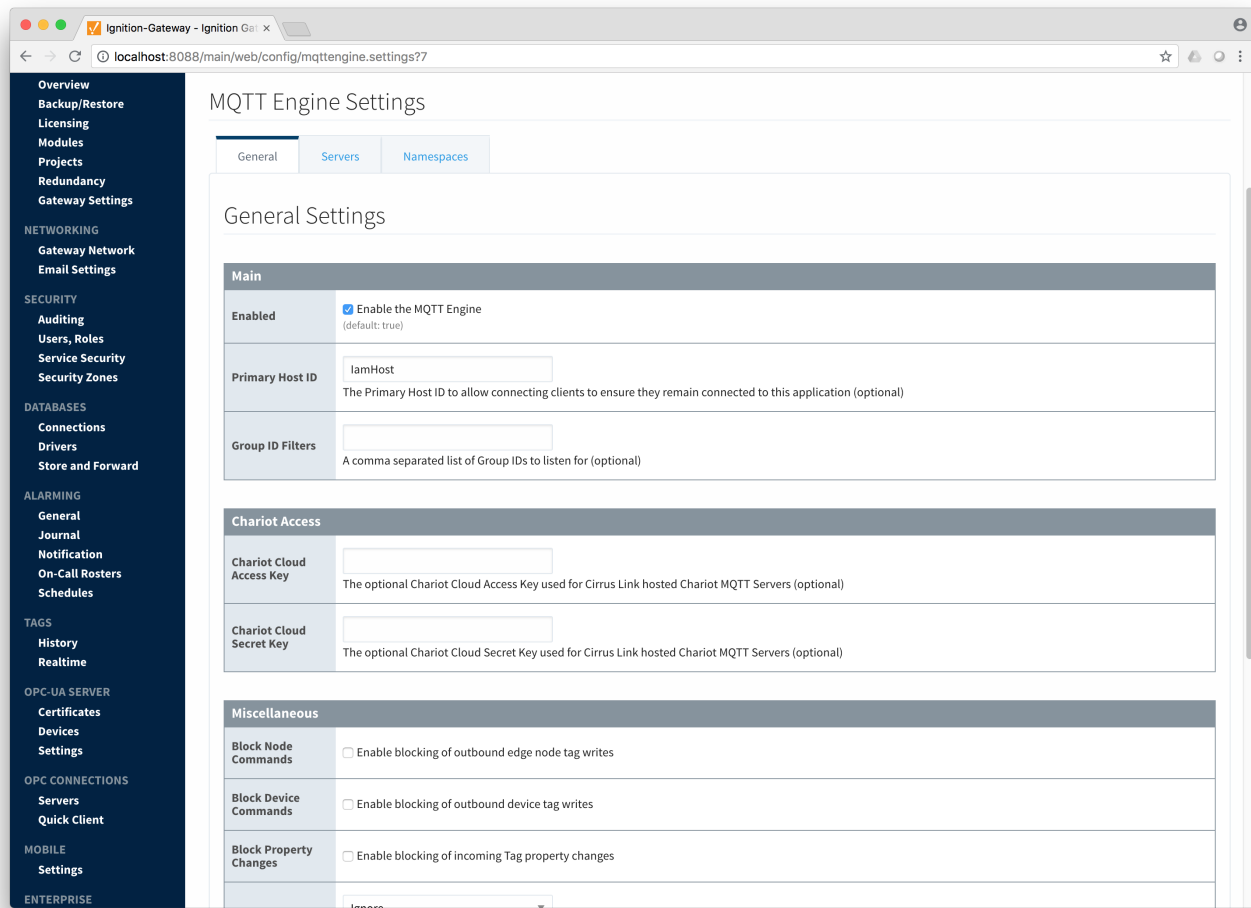 Ignition-Gateway - Ignition Ga
localhost:8088/main/web/config/mqttengine.settings?7
Overview
Backup/Restore
Licensing
Modules
Projects
Redundancy
Gateway Settings
NETWORKING
Gateway Network
Email Settings
SECURITY
Auditing
Users, Roles
Service Security
Security Zones
DATABASES
Connections
Drivers
Store and Forward
ALARMING
General
Journal
Notification
On-Call Rosters
Schedules
TAGS
History
Realtime
OPC-UA SERVER
Certificates
Devices
Settings
OPC CONNECTIONS
Servers
Quick Client
MOBILE
Settings
ENTERPRISE
MQTT Engine Settings
General Servers Namespaces
General Settings
Main
Enabled
Enable the MQTT Engine
(default: true)
Primary Host ID
IamHost
The Primary Host ID to allow connecting clients to ensure they remain connected to this application (optional)
Group ID Filters
A comma separated list of Group IDs to listen for (optional)
Chariot Access
Chariot Cloud
Access Key
The optional Chariot Cloud Access Key used for Cirrus Link hosted Chariot MQTT Servers (optional)
Chariot Cloud
Secret Key
The optional Chariot Cloud Secret Key used for Cirrus Link hosted Chariot MQTT Servers (optional)
Miscellaneous
Block Node
Commands
Enable blocking of outbound edge node tag writes
Block Device
Commands
Enable blocking of outbound device tag writes
Block Property
Changes
Enable blocking of incoming Tag property changes
Ignore